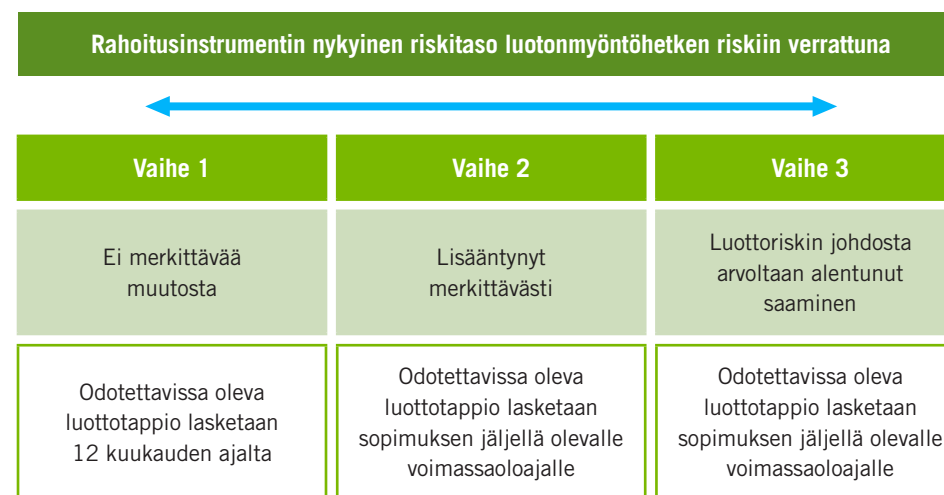 Rahoitusinstrumentin nykyinen riskitaso luotonmyöntöhetken riskiin verrattuna
Vaihe 1
Vaihe 2
Vaihe 3
Ei merkittävää
muutosta
Lisääntynyt
merkittävästi
Luottoriskin johdosta
arvoltaan alentunut
saaminen
Odotettavissa oleva
luottotappio lasketaan
12 kuukauden ajalta
Odotettavissa oleva
luottotappio lasketaan
sopimuksen jäljellä olevalle
voimassaoloajalle
Odotettavissa oleva
luottotappio lasketaan
sopimuksen jäljellä olevalle
voimassaoloajalle